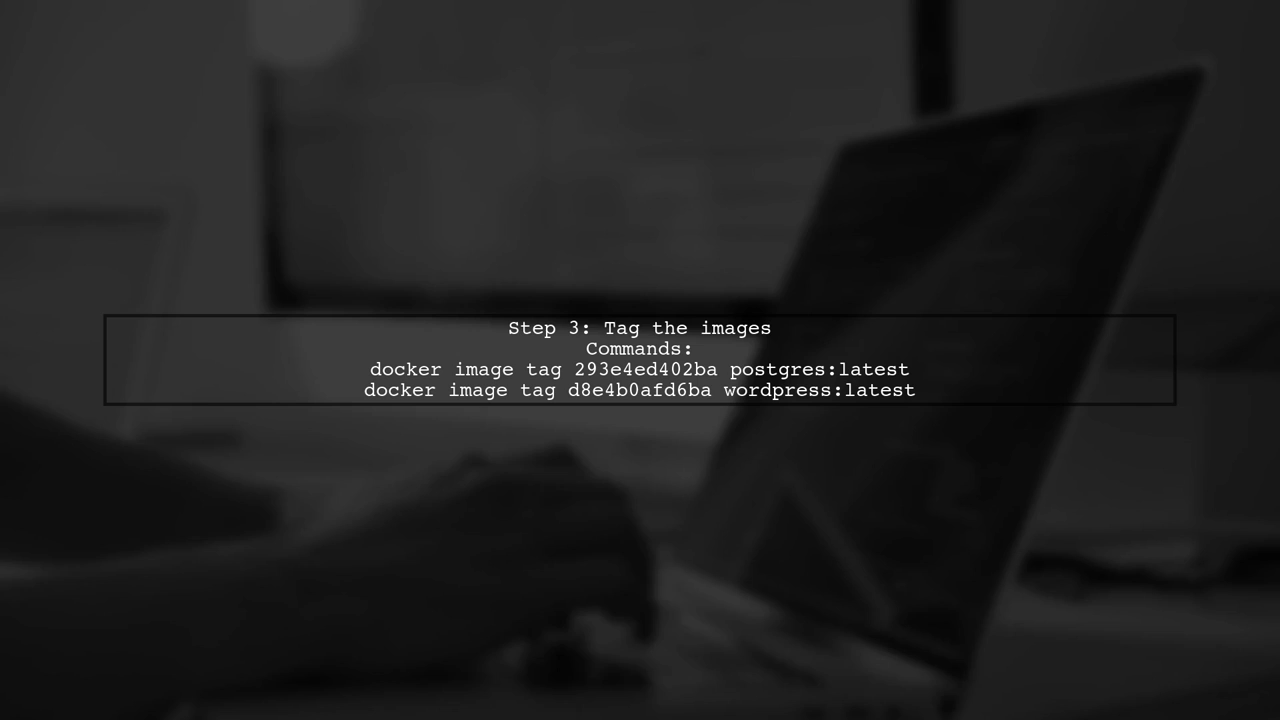 Step 3: Tag the images
Commands:
docker image tag 293e4ed402ba postgres:latest
docker image tag d8e4b0afd6ba wordpress:latest